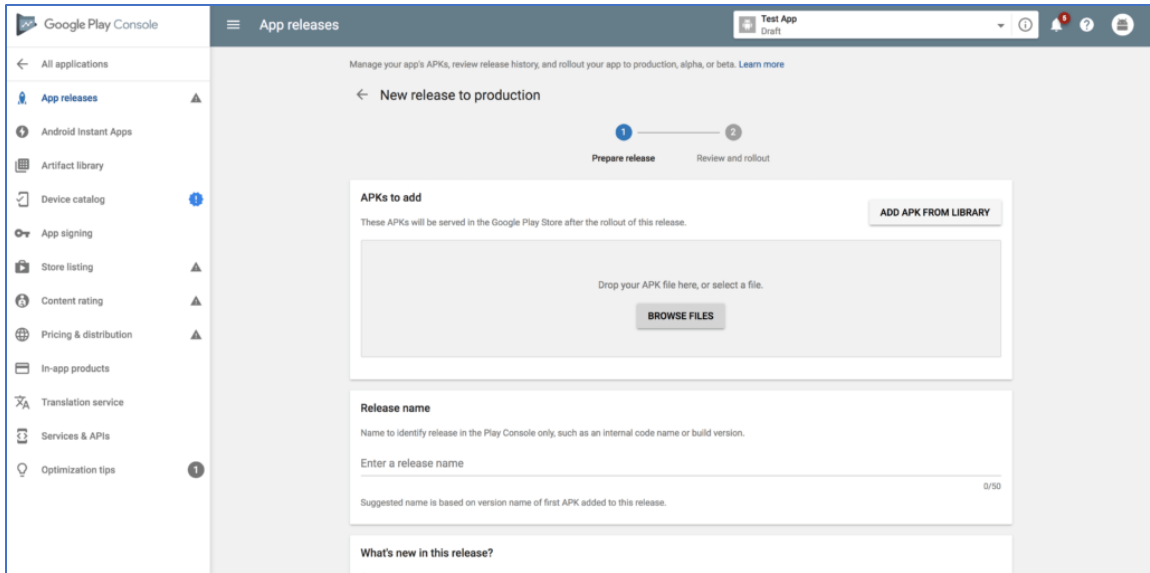 Google Play Console
App releases
Test App
Draft
6
All applications
App releases
Android Instant Apps
Artifact library
Device catalog
App signing
Store listing
Content rating
Pricing & distribution
In-app products
Translation service
Services & APIs
Optimization tips
1
Manage your app's APKs, review release history, and rollout your app to production, alpha, or beta. Learn more
New release to production
1
2
Prepare release
Review and rollout
APKs to add
These APKs will be served in the Google Play Store after the rollout of this release.
ADD APK FROM LIBRARY
Drop your APK file here, or select a file.
BROWSE FILES
Release name
Name to identify release in the Play Console only, such as an internal code name or build version.
Enter a release name
0/50
Suggested name is based on version name of first APK added to this release.
What's new in this release?